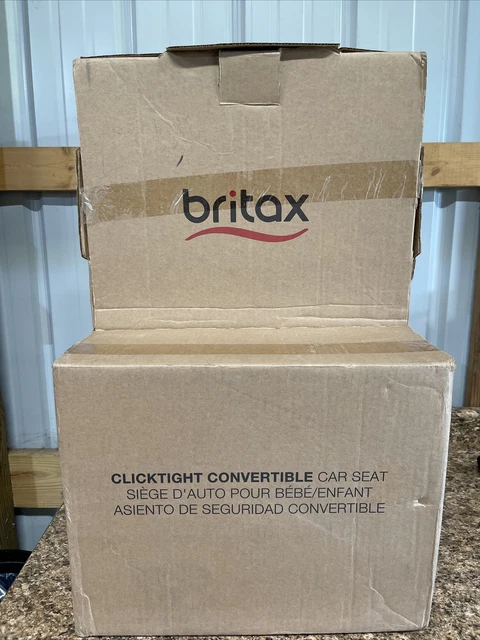 britax
CLICKTIGHT CONVERTIBLE CAR SEAT
SIÈGE D'AUTO POUR BÉBÉ/ENFANT
ASIENTO DE SEGURIDAD CONVERTIBLE